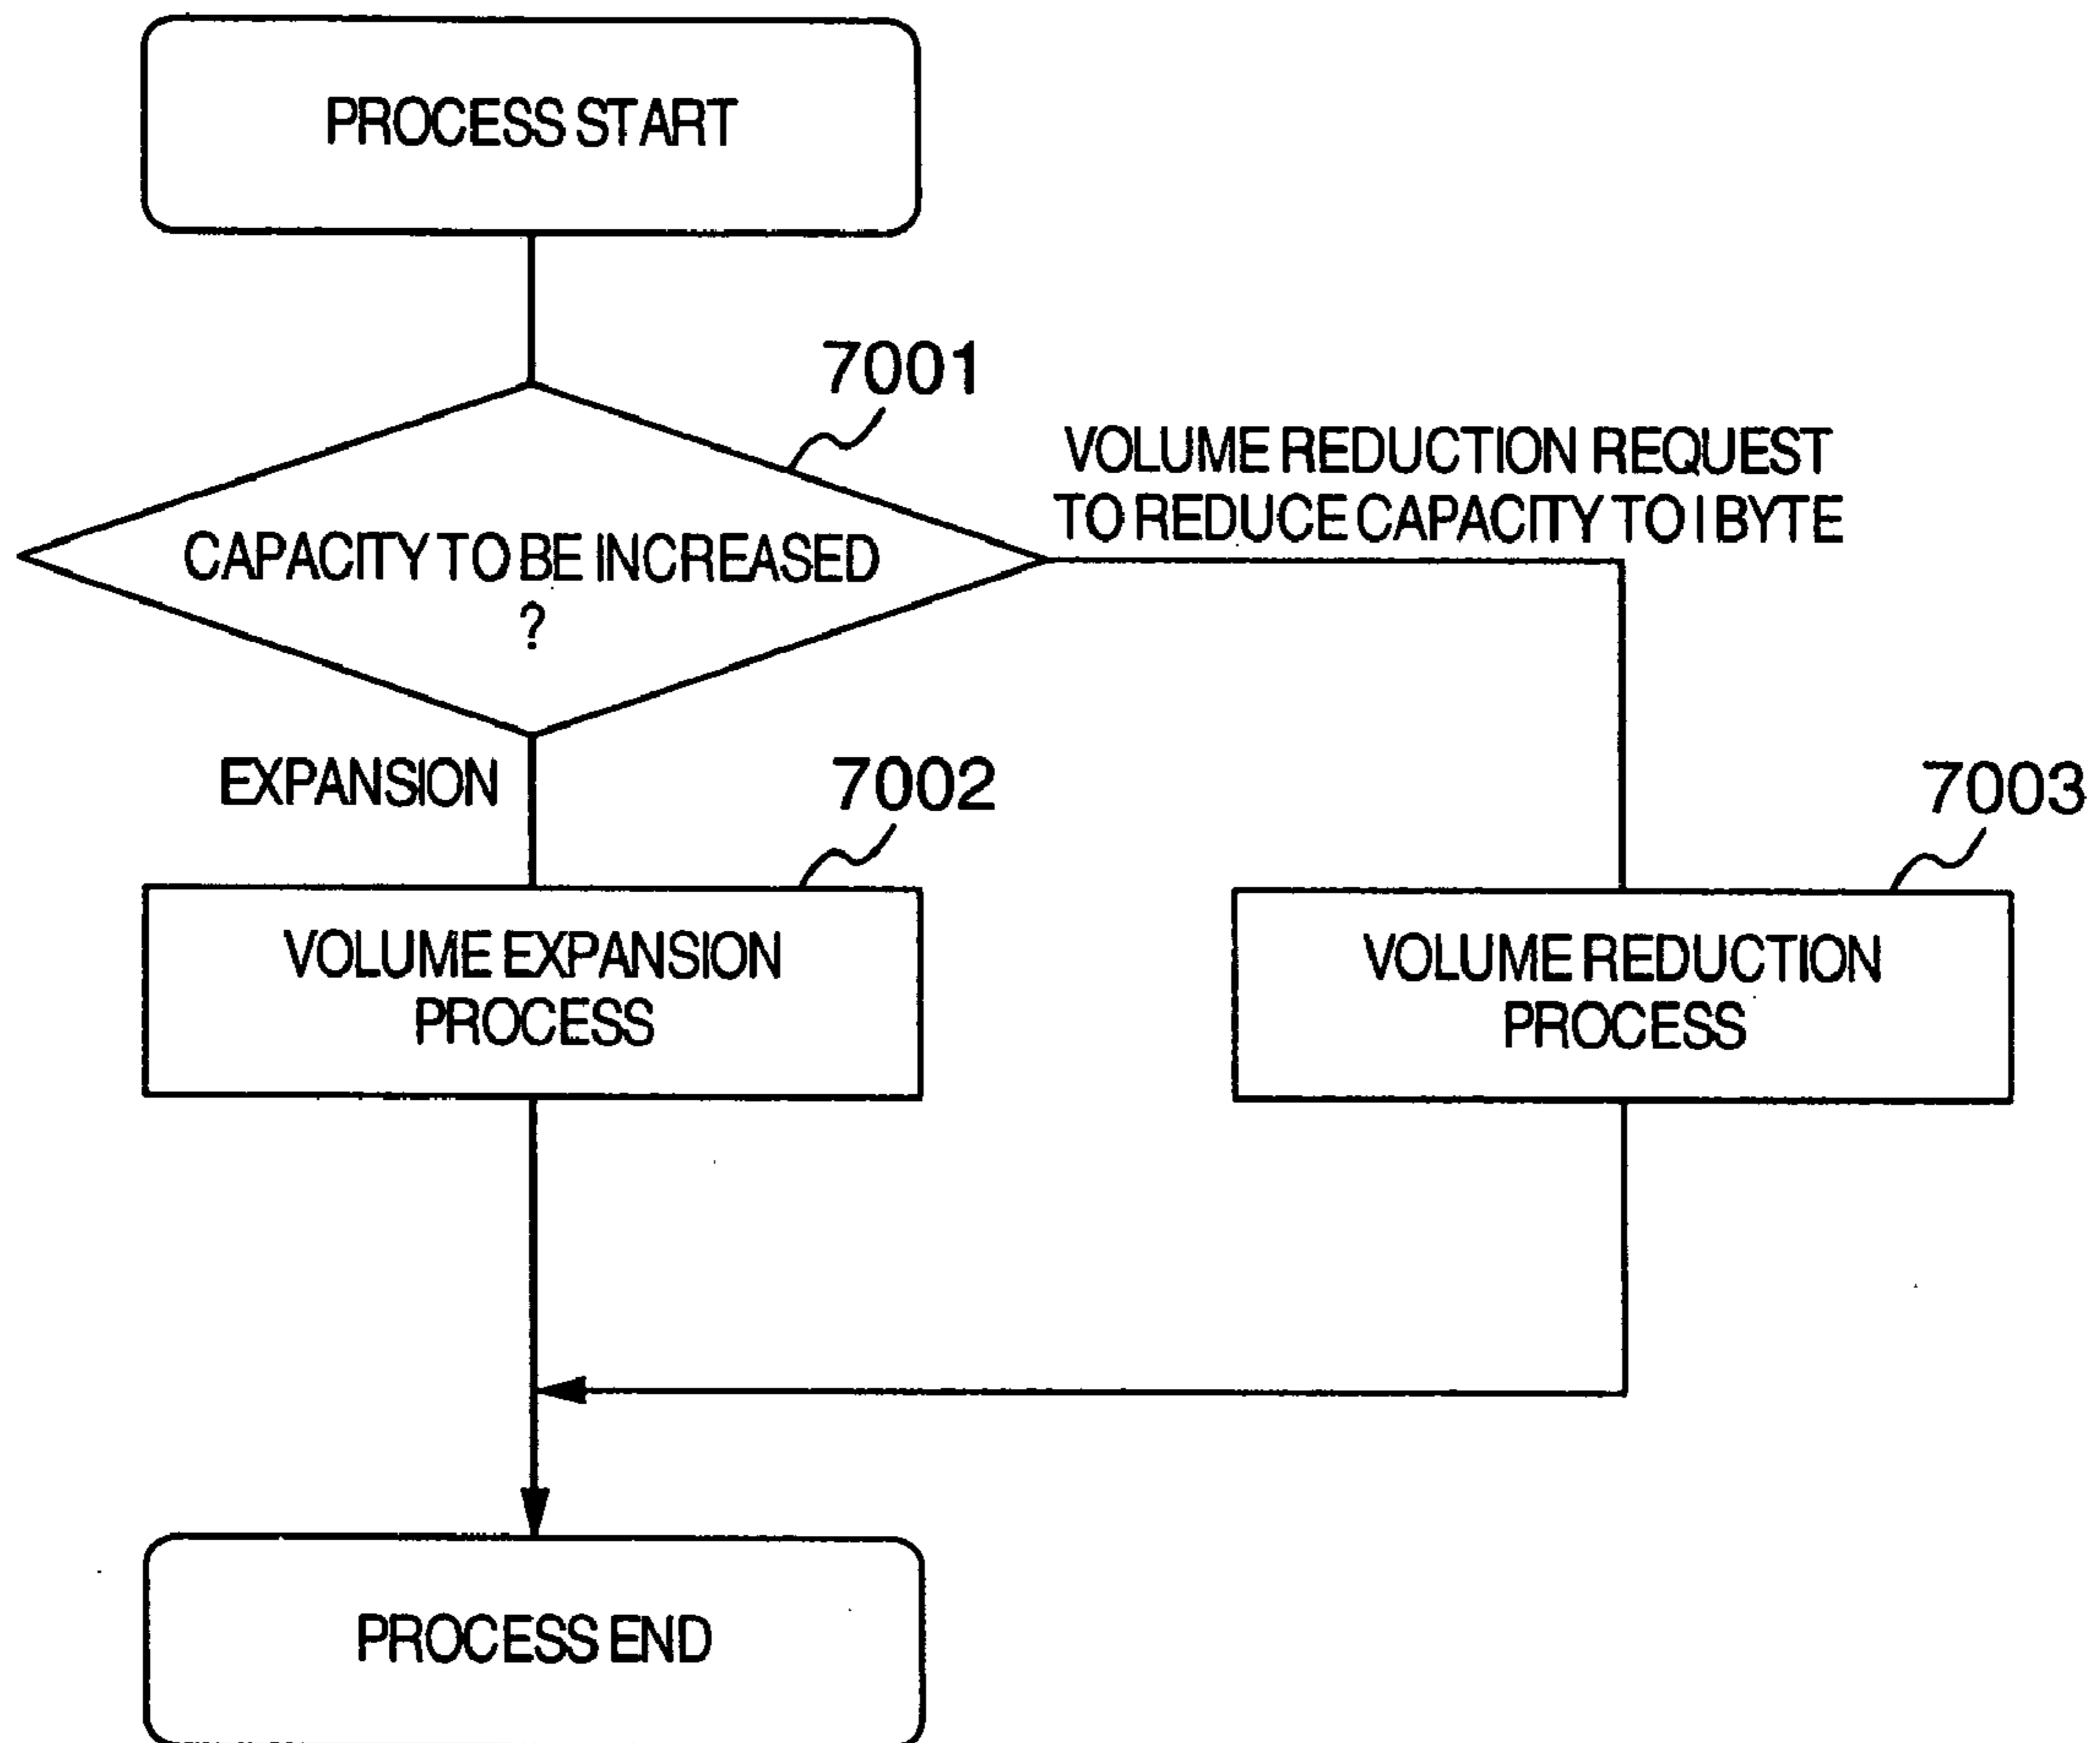 PROCESS START
7001
VOLUME REDUCTION REQUEST
TO REDUCE CAPACITY TO I BYTE
CAPACITY TO BE INCREASED
?
EXPANSION
7002
7003
VOLUME EXPANSION
PROCESS
VOLUME REDUCTION
PROCESS
PROCESS END